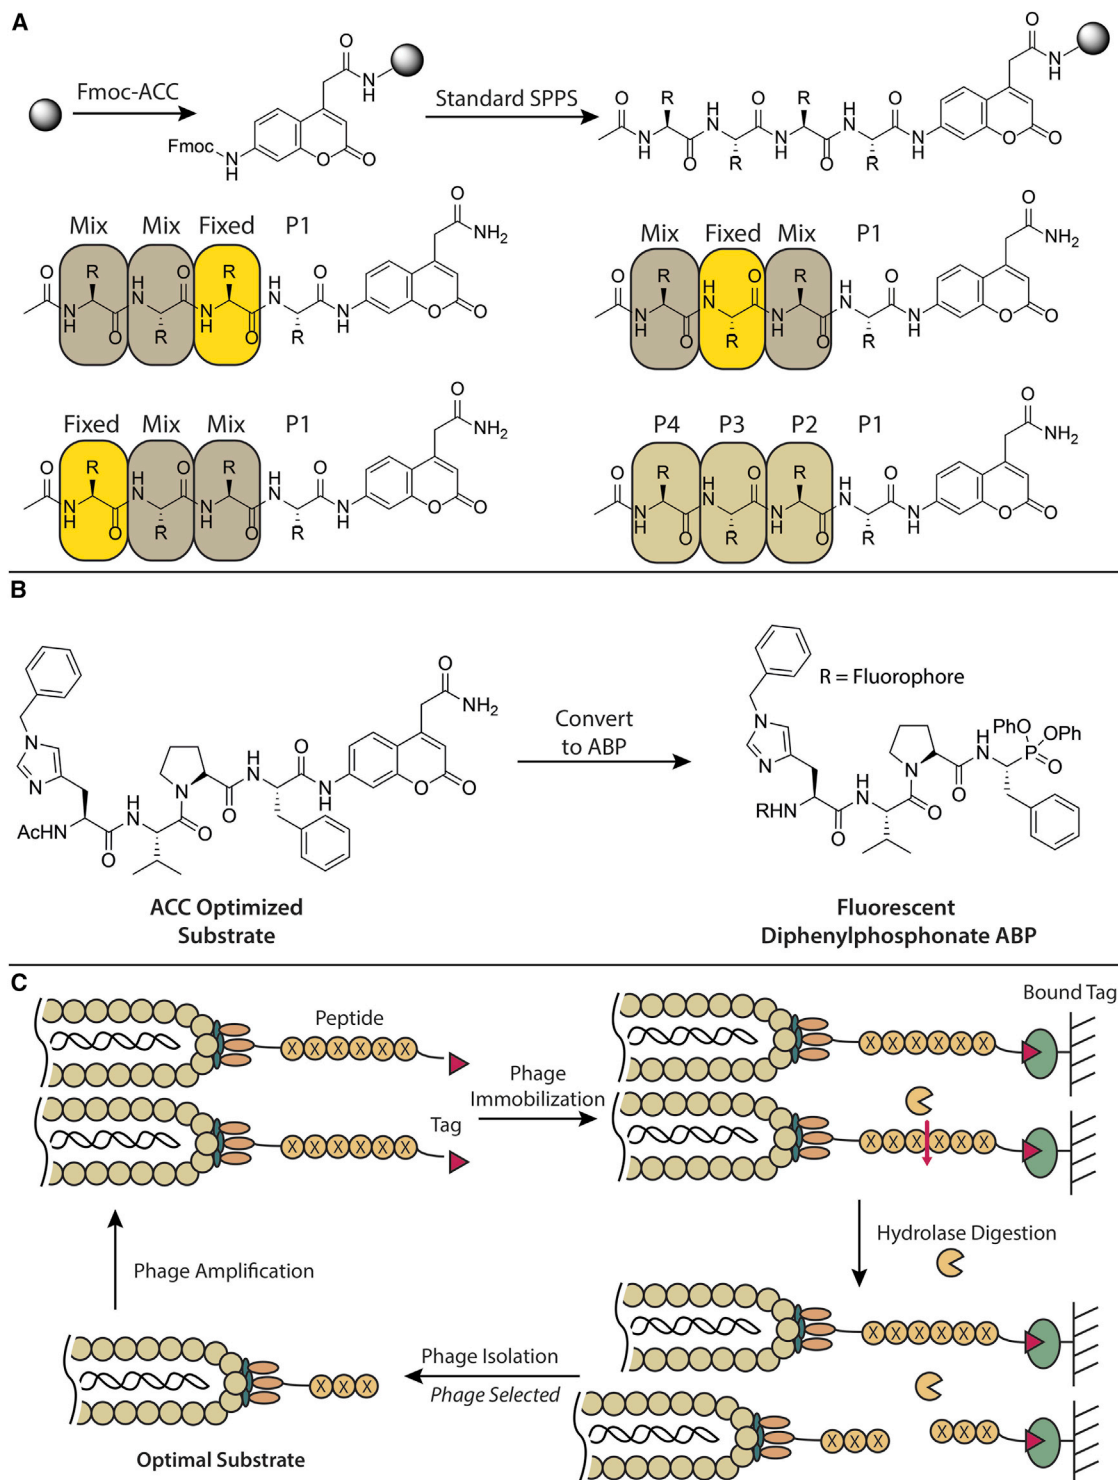 A
Fmoc-ACC
Standard SPPS
O
N
H
Fmoc
NH
O
O
O
N
H
R
O
H
N
O
R
O
N
H
R
O
H
N
O
R
N
H
O
O
O
N
H
Mix Mix Fixed P1
Mix Fixed Mix P1
O
NH₂
O
N
H
R
O
H
N
R
O
N
H
R
O
H
N
R
O
N
H
O
O
O
NH₂
O
N
H
R
O
H
N
R
O
N
H
R
O
H
N
R
O
N
H
O
O
Fixed Mix Mix P1
P4 P3 P2 P1
O
NH₂
O
N
H
R
O
H
N
R
O
N
H
R
O
H
N
R
O
N
H
O
O
O
NH₂
O
N
H
R
O
H
N
R
O
N
H
R
O
H
N
R
O
N
H
O
O
B
R = Fluorophore
Convert
to ABP
N
N
AcHN
O
H
N
O
N
O
H
N
O
N
H
O
O
O
NH₂
N
N
RHN
O
H
N
O
N
O
H
N
PhO
OPh
P
O
ACC Optimized
Substrate
Fluorescent
Diphenylphosphonate ABP
C
Peptide
Bound Tag
X X X X X X
X X X X X X
Phage
Immobilization
Tag
X X X X X X
X X X X X X
Hydrolase Digestion
Phage Amplification
X X X X X X
Phage Isolation
Phage Selected
X X X
X X X
X X X
Optimal Substrate